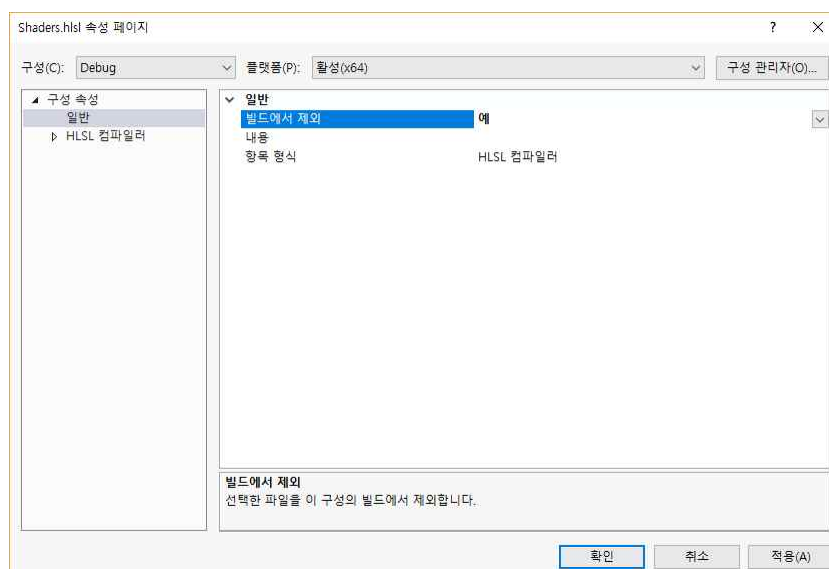 Shaders.hlsl 속성 페이지
? ×
구성(C): Debug 플랫폼(P): 활성(x64) 구성 관리자(O)...
구성 속성
일반
HLSL 컴파일러
일반
빌드에서 제외 예
내용
항목 형식 HLSL 컴파일러
빌드에서 제외
선택한 파일을 이 구성의 빌드에서 제외합니다.
확인 취소 적용(A)